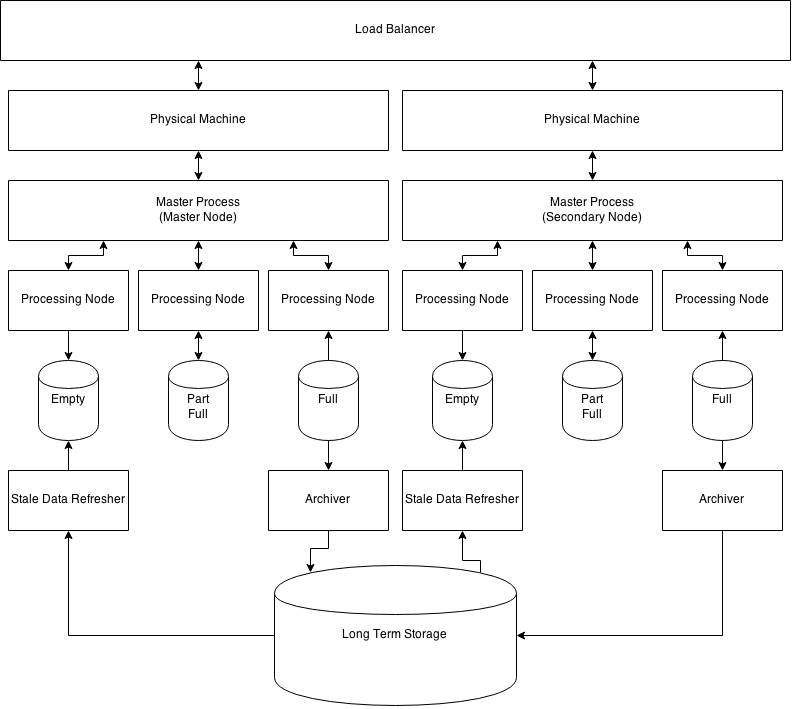 Load Balancer
Physical Machine
Physical Machine
Master Process
(Master Node)
Master Process
(Secondary Node)
Processing Node
Processing Node
Processing Node
Processing Node
Processing Node
Processing Node
Empty
Part
Full
Full
Empty
Part
Full
Full
Stale Data Refresher
Archiver
Stale Data Refresher
Archiver
Long Term Storage